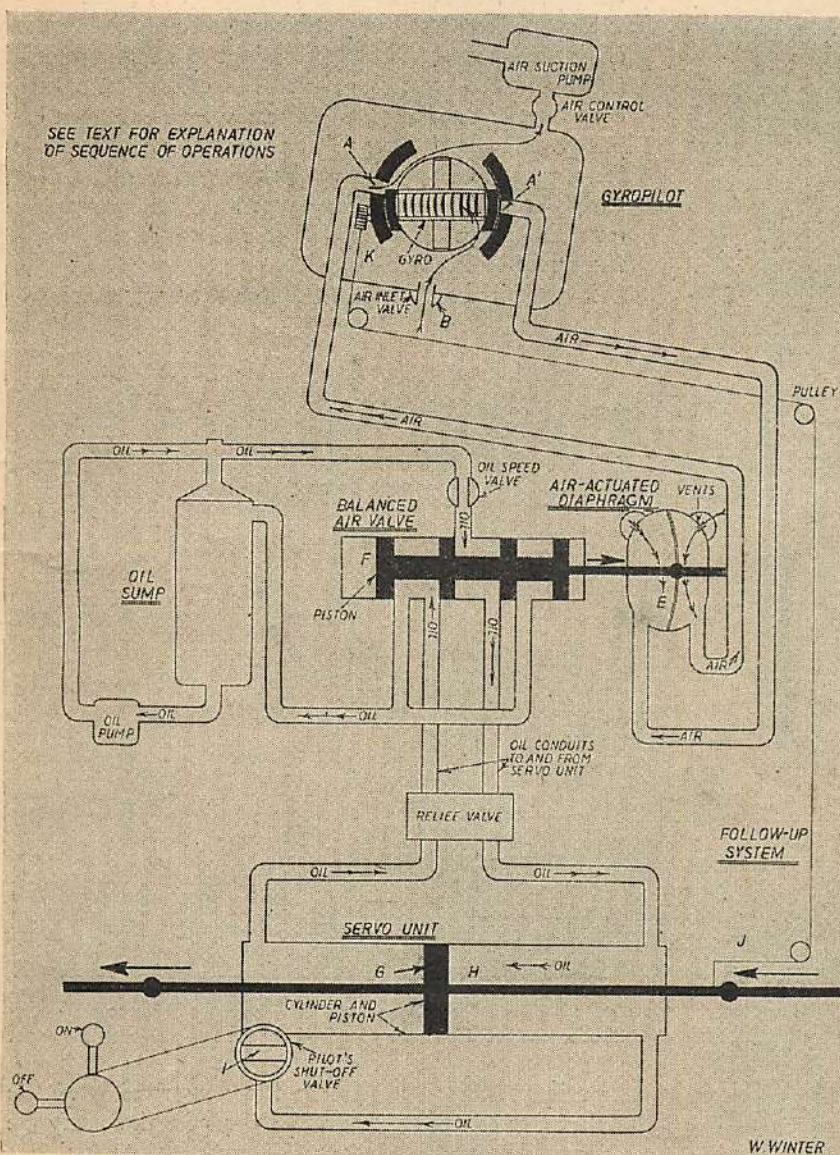 AIR SUCTION
PUMP
AIR CONTROL
VALVE
SEE TEXT FOR EXPLANATION
OF SEQUENCE OF OPERATIONS
A
A'
GYROPILOT
K
GYRO
AIR INLET
VALVE
B
AIR
AIR
PULLEY
OIL
OIL
OIL SPEED
VALVE
AIR-ACTUATED
DIAPHRAGM
VENTS
BALANCED
AIR VALVE
OIL
F
E
PISTON
OIL
SUMP
OIL
OIL
AIR
OIL
PUMP
OIL
OIL
AIR
OIL CONDUITS
TO AND FROM
SERVO UNIT
RELIEF VALVE
FOLLOW-UP
SYSTEM
OIL
OIL
SERVO UNIT
J
G
H
OIL
CYLINDER AND
PISTON
ON
OFF
I
PILOT'S
SHUT-OFF
VALVE
OIL
W. WINTER